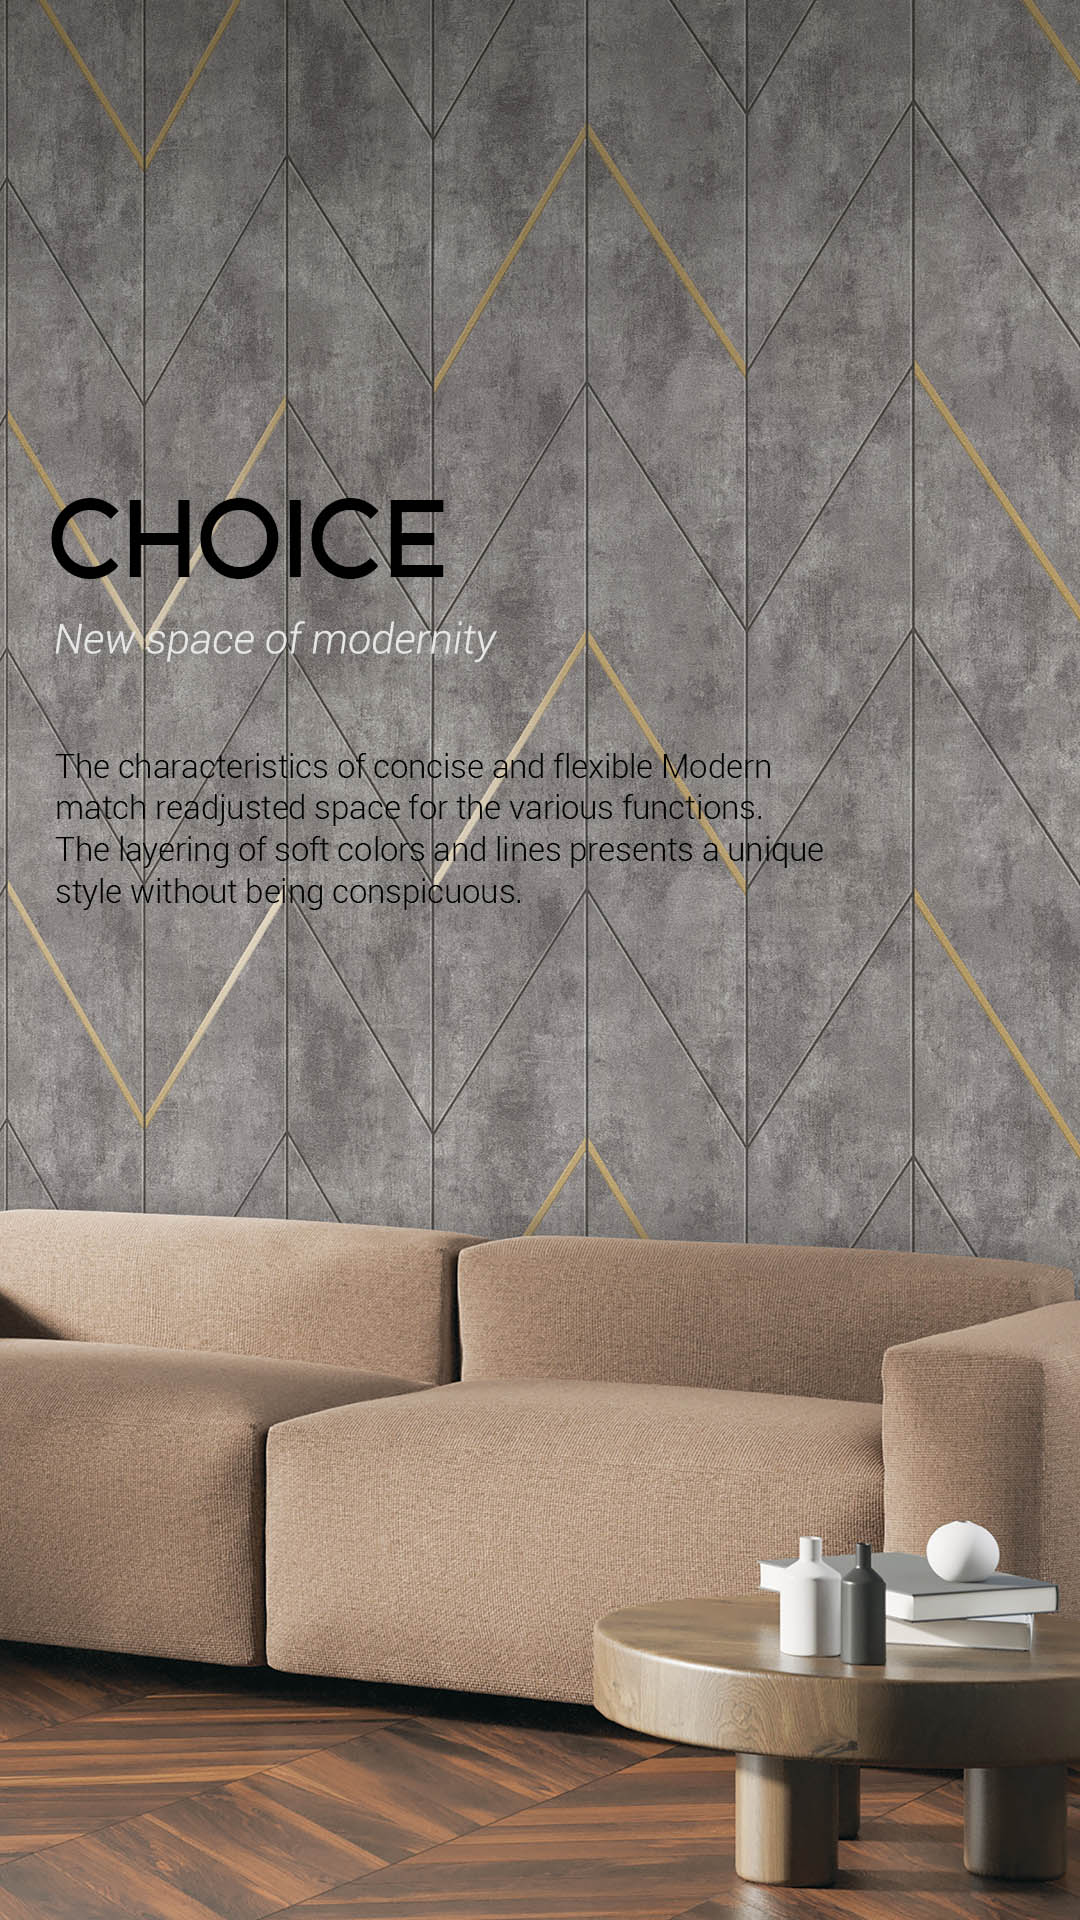 CHOICE
New space of modernity
The characteristics of concise and flexible Modern
match readjusted space for the various functions.
The layering of soft colors and lines presents a unique
style without being conspicuous.